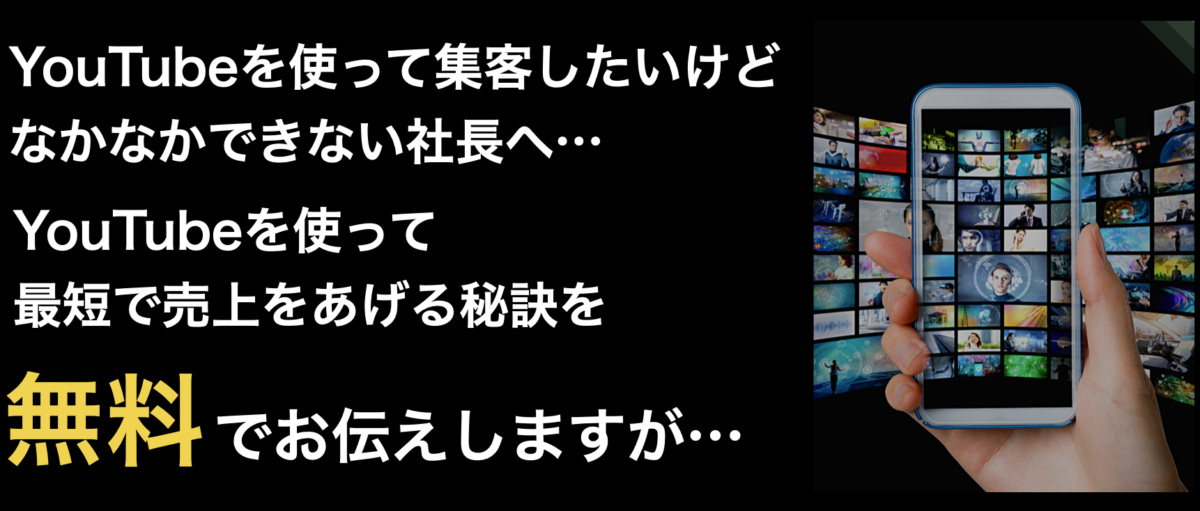 YouTubeを使って集客したいけど
なかなかできない社長へ…
YouTubeを使って
最短で売上をあげる秘訣を
無料でお伝えしますが…